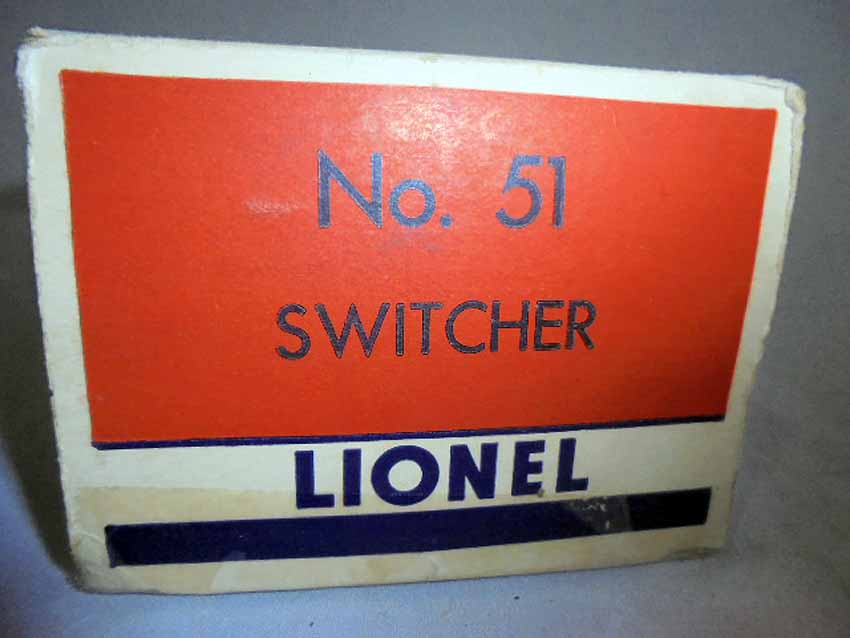 No. 51
SWITCHER
LIONEL